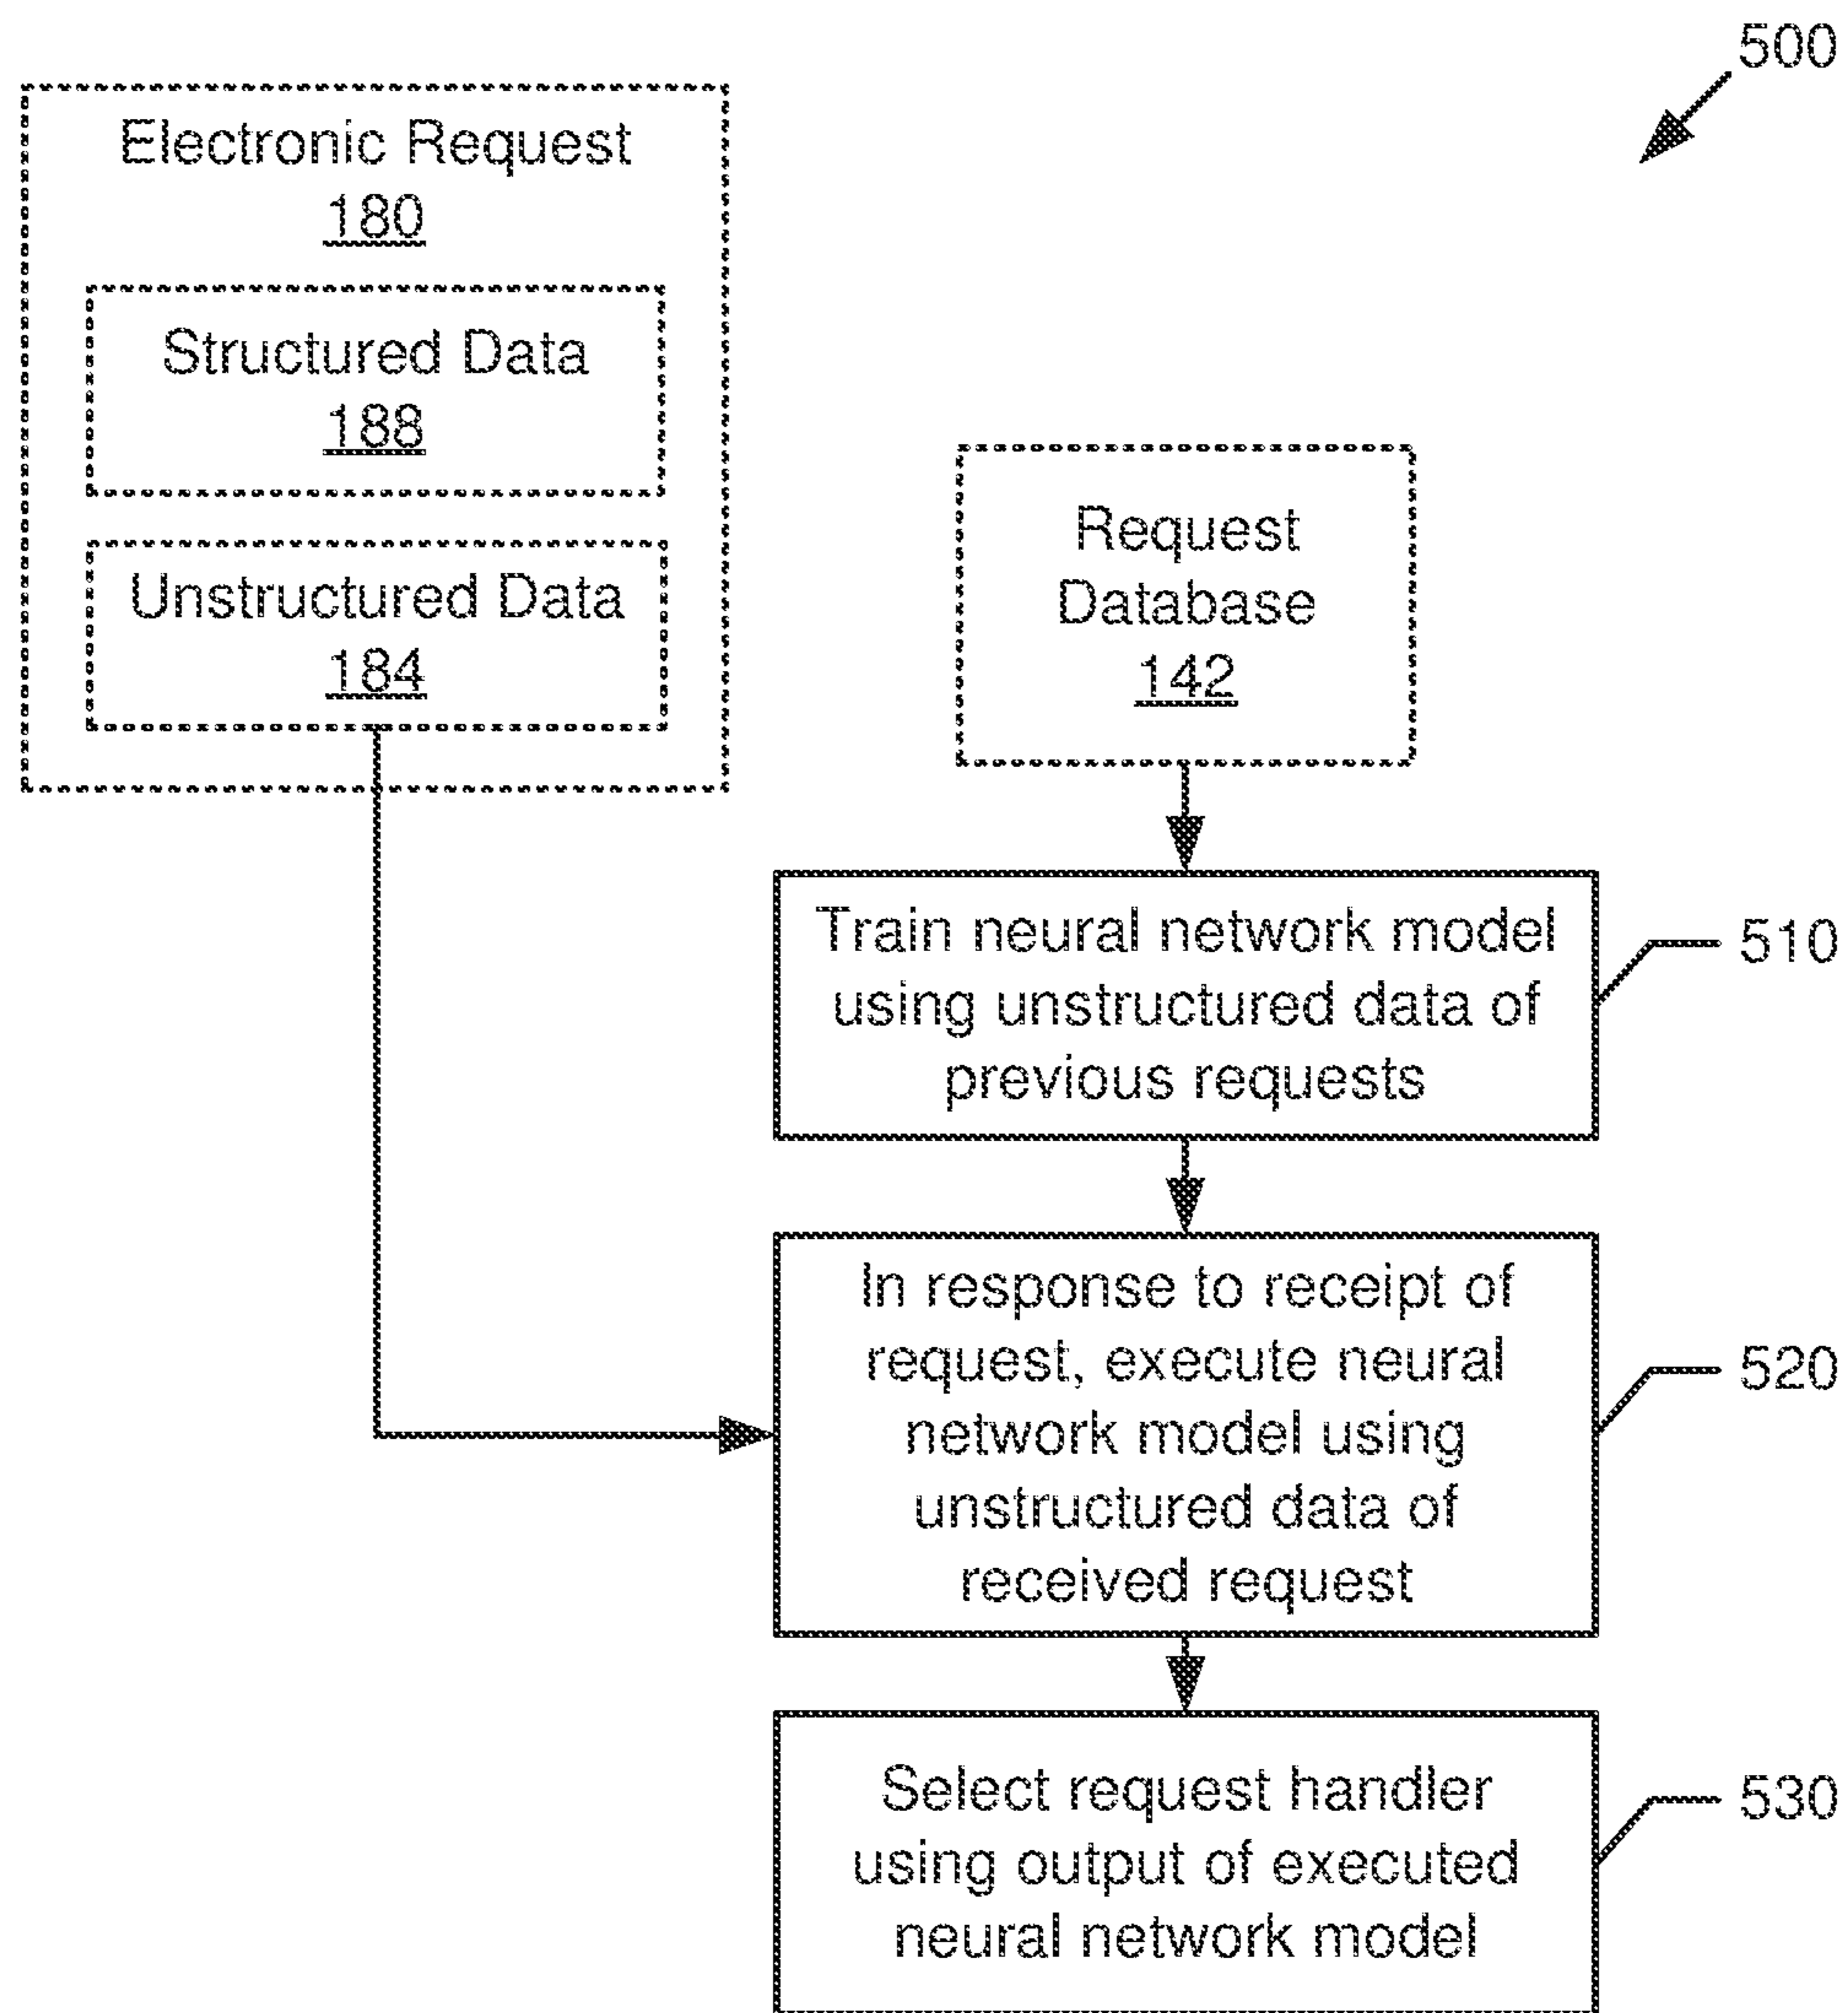 500
Electronic Request
180
Structured Data
188
Unstructured Data
184
Request
Database
142
Train neural network model
using unstructured data of
previous requests
510
In response to receipt of
request, execute neural
network model using
unstructured data of
received request
520
Select request handler
using output of executed
neural network model
530